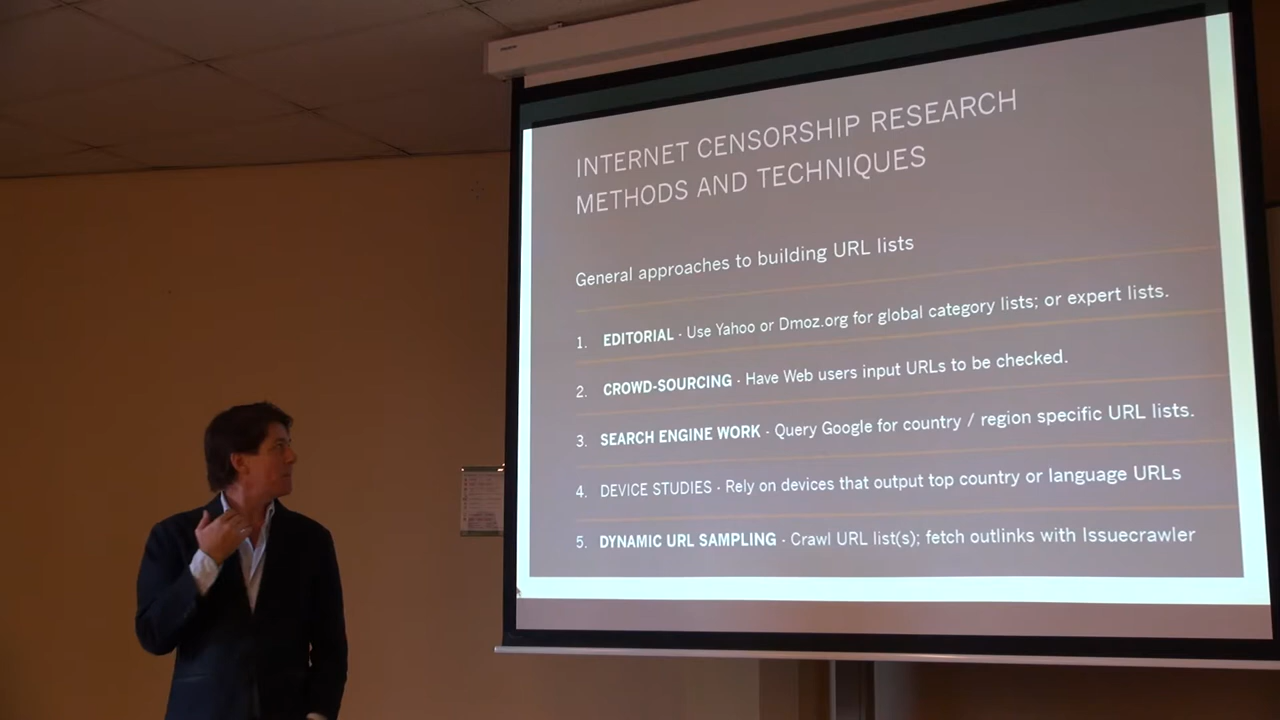 INTERNET CENSORSHIP RESEARCH
METHODS AND TECHNIQUES
General approaches to building URL lists
1. EDITORIAL - Use Yahoo or Dmoz.org for global category lists; or expert lists.
2. CROWD-SOURCING - Have Web users input URLs to be checked.
3. SEARCH ENGINE WORK - Query Google for country / region specific URL lists.
4. DEVICE STUDIES - Rely on devices that output top country or language URLs
5. DYNAMIC URL SAMPLING - Crawl URL list(s); fetch outlinks with Issuecrawler